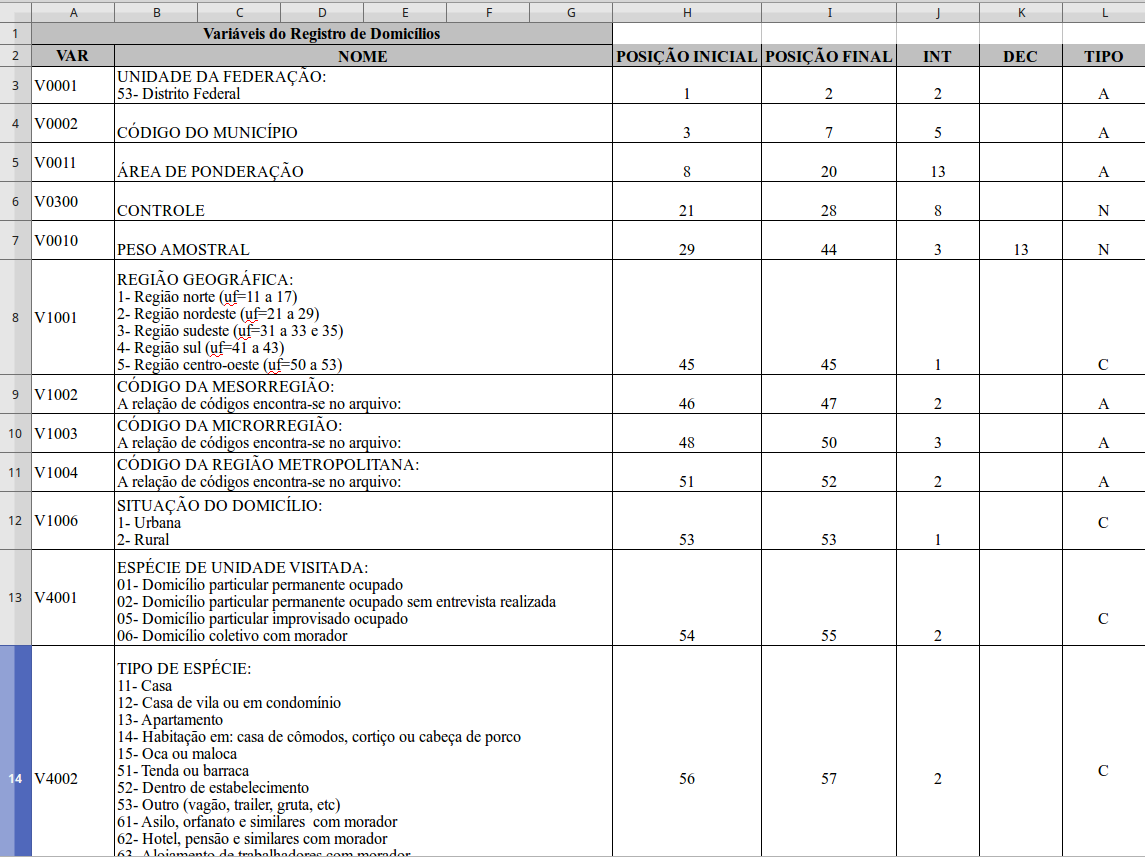 A B C D E F G H I J K L
1 Variáveis do Registro de Domicílios
2 VAR NOME POSIÇÃO INICIAL POSIÇÃO FINAL INT DEC TIPO
3 V0001 UNIDADE DA FEDERAÇÃO:
53- Distrito Federal 1 2 2 A
4 V0002 CÓDIGO DO MUNICÍPIO 3 7 5 A
5 V0011 ÁREA DE PONDERAÇÃO 8 20 13 A
6 V0300 CONTROLE 21 28 8 N
7 V0010 PESO AMOSTRAL 29 44 3 13 N
REGIÃO GEOGRÁFICA:
1- Região norte (uf=11 a 17)
2- Região nordeste (uf=21 a 29)
8 V1001 3- Região sudeste (uf=31 a 33 e 35)
4- Região sul (uf=41 a 43)
5- Região centro-oeste (uf=50 a 53) 45 45 1 C
9 V1002 CÓDIGO DA MESORREGIÃO:
A relação de códigos encontra-se no arquivo: 46 47 2 A
10 V1003 CÓDIGO DA MICRORREGIÃO:
A relação de códigos encontra-se no arquivo: 48 50 3 A
11 V1004 CÓDIGO DA REGIÃO METROPOLITANA:
A relação de códigos encontra-se no arquivo: 51 52 2 A
SITUAÇÃO DO DOMICÍLIO:
12 V1006 1- Urbana C
2- Rural 53 53 1
ESPÉCIE DE UNIDADE VISITADA:
01- Domicílio particular permanente ocupado
13 V4001 02- Domicílio particular permanente ocupado sem entrevista realizada
05- Domicílio particular improvisado ocupado C
06- Domicílio coletivo com morador 54 55 2
TIPO DE ESPÉCIE:
11- Casa
12- Casa de vila ou em condomínio
13- Apartamento
14- Habitação em: casa de cômodos, cortiço ou cabeça de porco
15- Oca ou maloca
51- Tenda ou barraca C
14 V4002 52- Dentro de estabelecimento 56 57 2
53- Outro (vagão, trailer, gruta, etc)
61- Asilo, orfanato e similares  com morador
62- Hotel, pensão e similares com morador
63- Alojamento de trabalhadores com morador